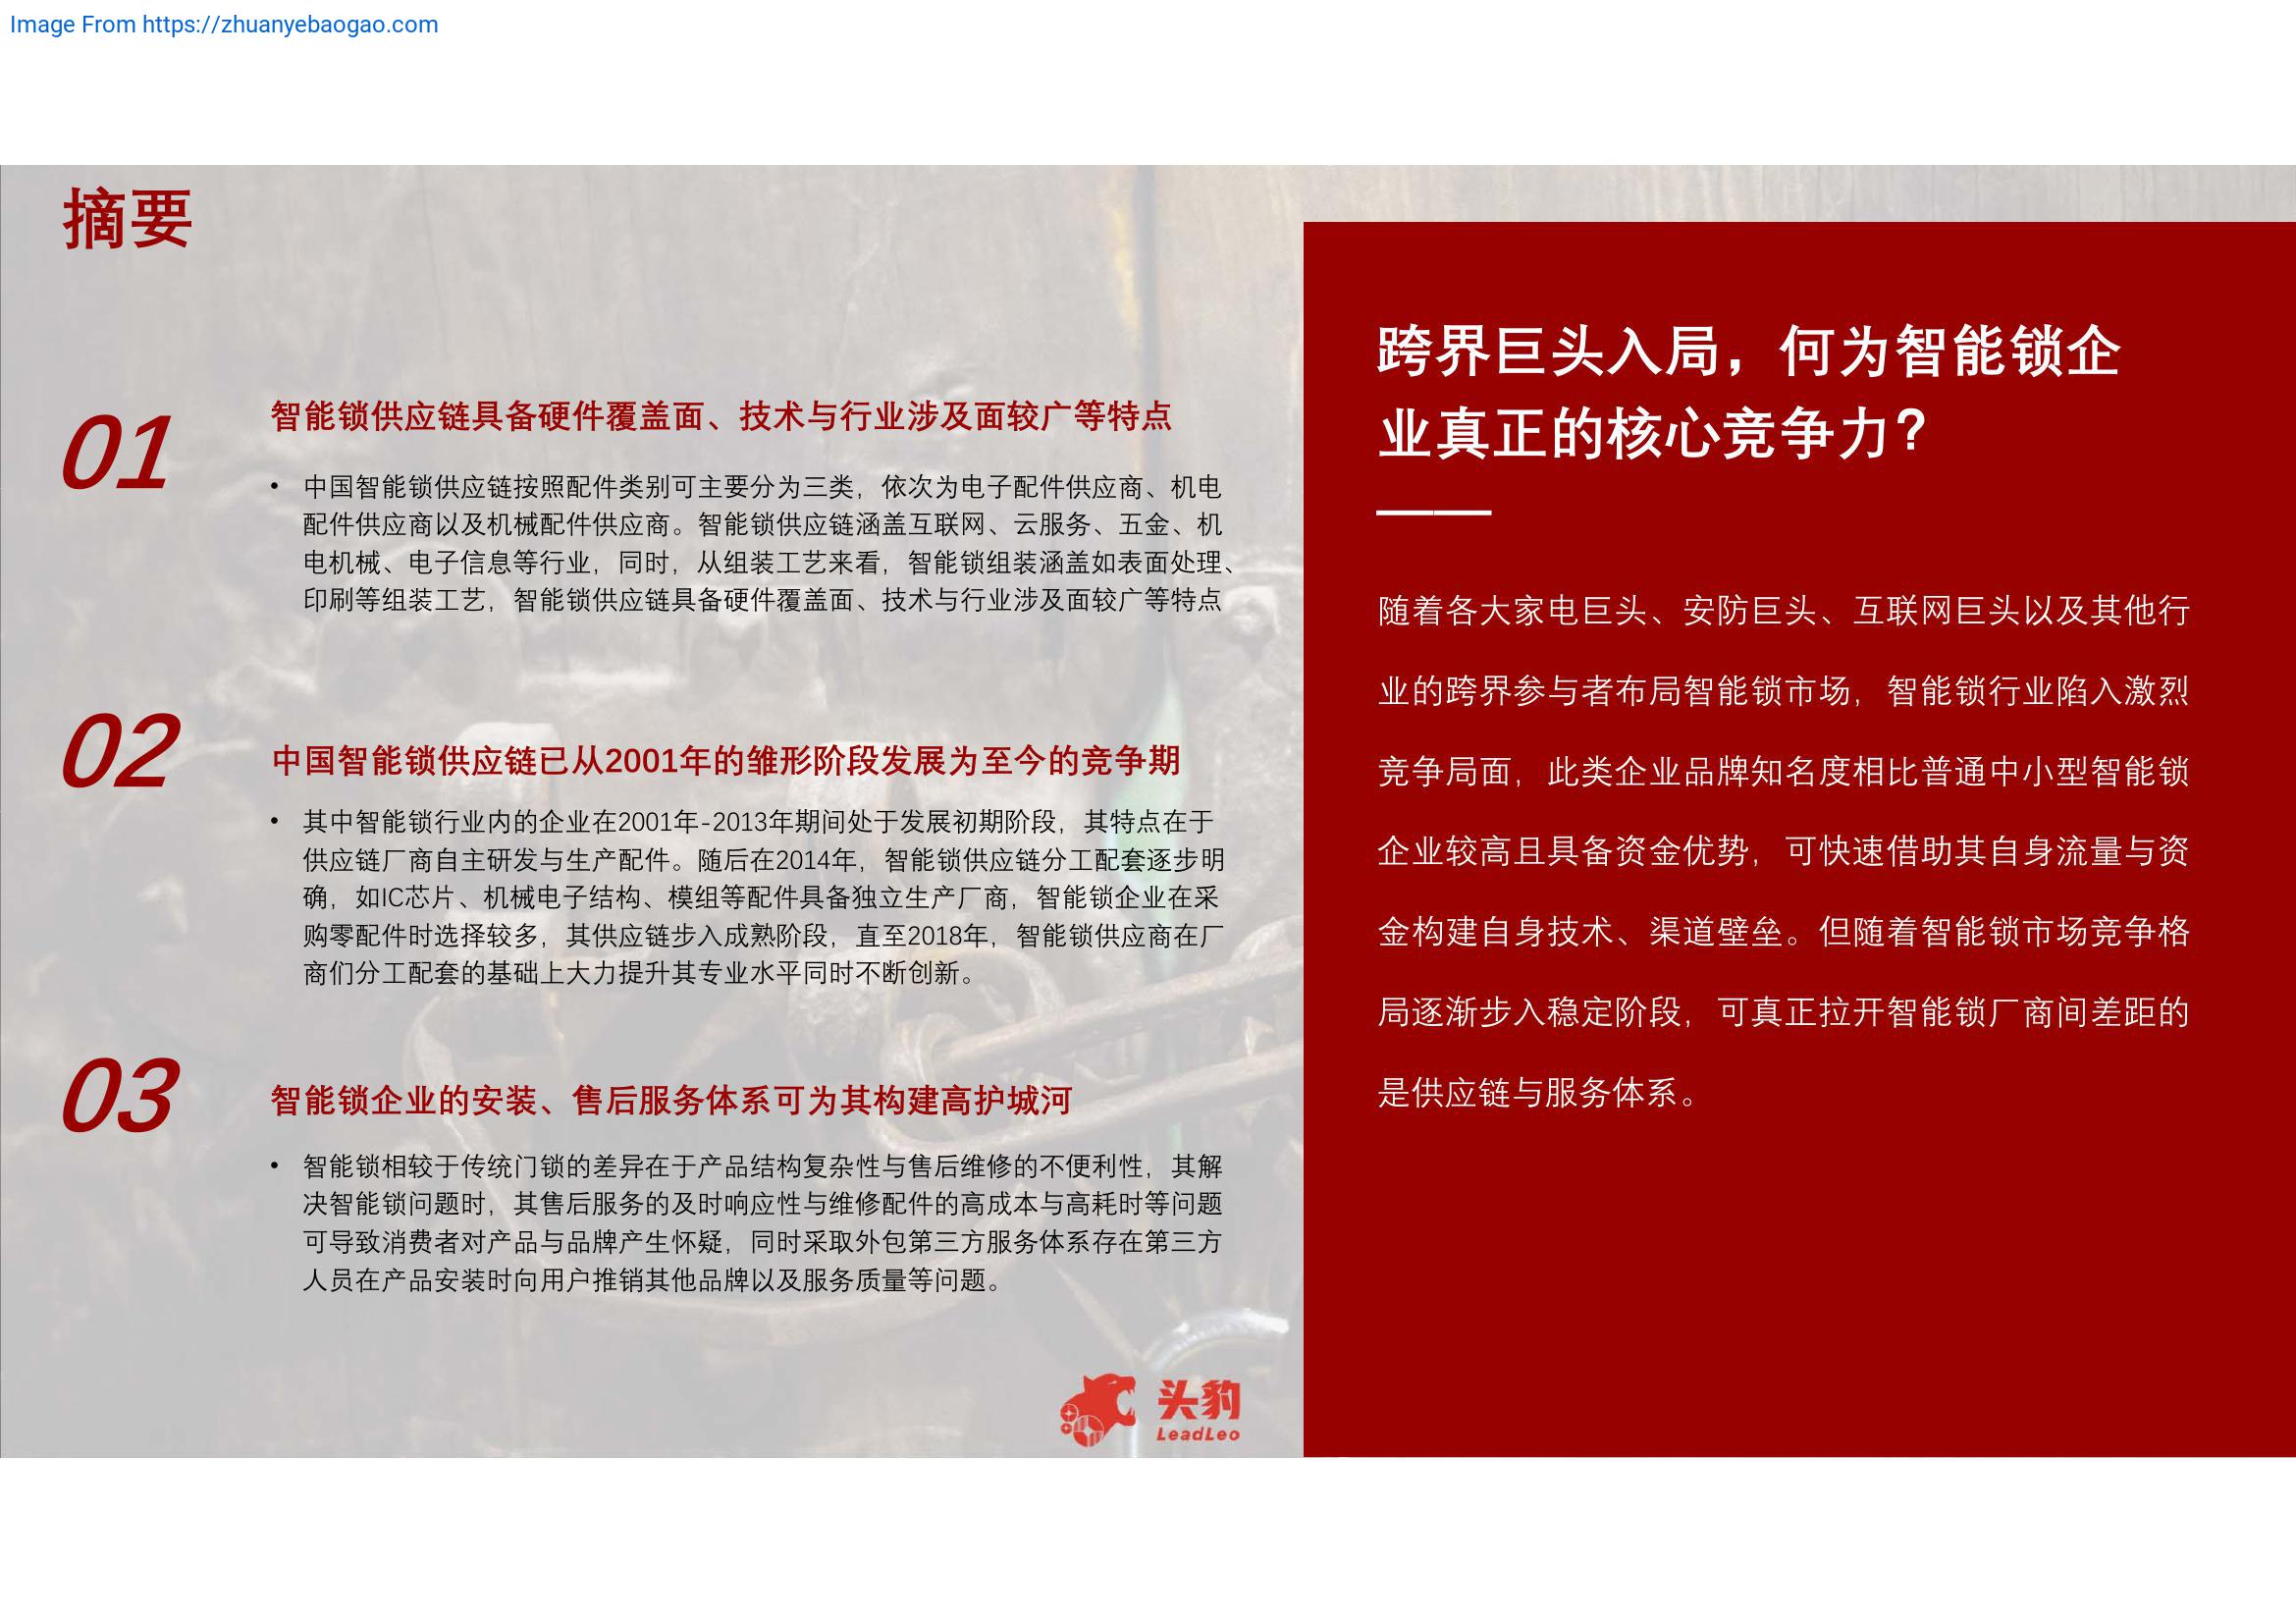 Image From https://zhuanyebaogao.com
摘要
01
智能锁供应链具备硬件覆盖面、技术与行业涉及面较广等特点
• 中国智能锁供应链按照配件类别可主要分为三类，依次为电子配件供应商、机电
配件供应商以及机械配件供应商。智能锁供应链涵盖互联网、云服务、五金、机
电机械、电子信息等行业，同时，从组装工艺来看，智能锁组装涵盖如表面处理、
印刷等组装工艺，智能锁供应链具备硬件覆盖面、技术与行业涉及面较广等特点
02
中国智能锁供应链已从2001年的雏形阶段发展为至今的竞争期
• 其中智能锁行业内的企业在2001年-2013年期间处于发展初期阶段，其特点在于
供应链厂商自主研发与生产配件。随后在2014年，智能锁供应链分工配套逐步明
确，如IC芯片、机械电子结构、模组等配件具备独立生产厂商，智能锁企业在采
购零配件时选择较多，其供应链步入成熟阶段，直至2018年，智能锁供应商在厂
商们分工配套的基础上大力提升其专业水平同时不断创新。
03
智能锁企业的安装、售后服务体系可为其构建高护城河
• 智能锁相较于传统门锁的差异在于产品结构复杂性与售后维修的不便利性，其解
决智能锁问题时，其售后服务的及时响应性与维修配件的高成本与高耗时等问题
可导致消费者对产品与品牌产生怀疑，同时采取外包第三方服务体系存在第三方
人员在产品安装时向用户推销其他品牌以及服务质量等问题。
头豹
LeadLeo
跨界巨头入局，何为智能锁企
业真正的核心竞争力？
随着各大家电巨头、安防巨头、互联网巨头以及其他行
业的跨界参与者布局智能锁市场，智能锁行业陷入激烈
竞争局面，此类企业品牌知名度相比普通中小型智能锁
企业较高且具备资金优势，可快速借助其自身流量与资
金构建自身技术、渠道壁垒。但随着智能锁市场竞争格
局逐渐步入稳定阶段，可真正拉开智能锁厂商间差距的
是供应链与服务体系。